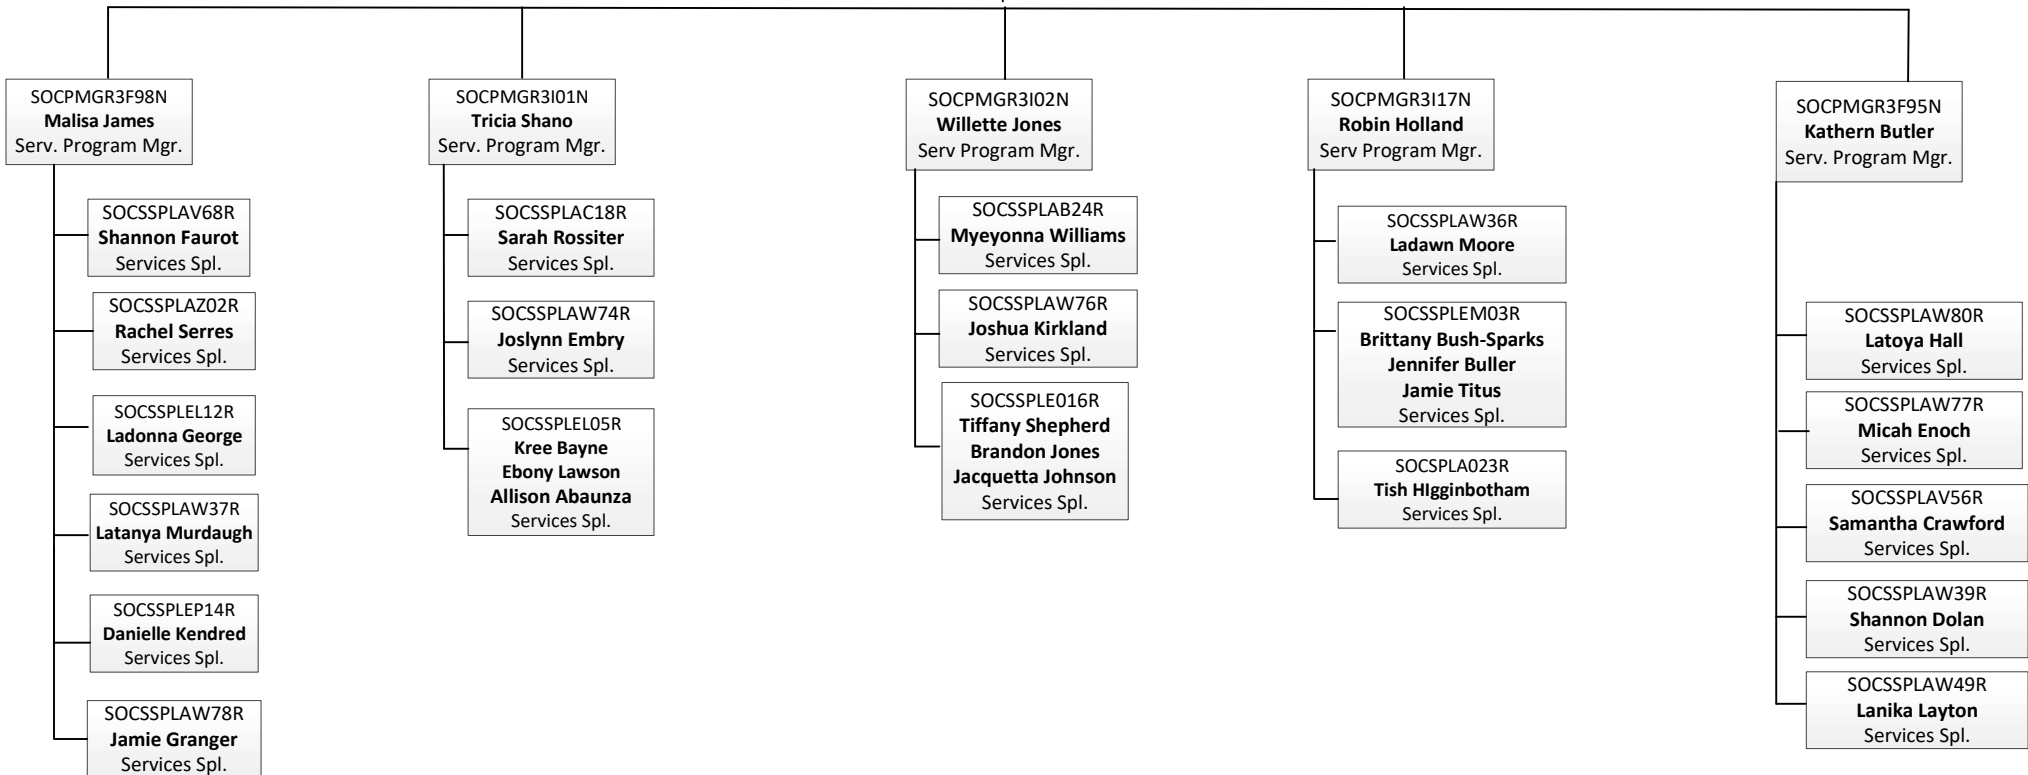 SOCPMGR3F98N
Malisa James
Serv. Program Mgr.
SOCSSPLAV68R
Shannon Faurot
Services Spl.
SOCSSPLAZ02R
Rachel Serres
Services Spl.
SOCSSPLEL12R
Ladonna George
Services Spl.
SOCSSPLAW37R
Latanya Murdaugh
Services Spl.
SOCSSPLEP14R
Danielle Kendred
Services Spl.
SOCSSPLAW78R
Jamie Granger
Services Spl.
SOCPMGR3I01N
Tricia Shano
Serv. Program Mgr.
SOCSSPLAC18R
Sarah Rossiter
Services Spl.
SOCSSPLAW74R
Joslynn Embry
Services Spl.
SOCSSPLEL05R
Kree Bayne
Ebony Lawson
Allison Abaunza
Services Spl.
SOCPMGR3I02N
Willette Jones
Serv Program Mgr.
SOCSSPLAB24R
Myeyonna Williams
Services Spl.
SOCSSPLAW76R
Joshua Kirkland
Services Spl.
SOCSSPLE016R
Tiffany Shepherd
Brandon Jones
Jacquetta Johnson
Services Spl.
SOCPMGR3I17N
Robin Holland
Serv Program Mgr.
SOCSSPLAW36R
Ladawn Moore
Services Spl.
SOCSSPLEM03R
Brittany Bush-Sparks
Jennifer Buller
Jamie Titus
Services Spl.
SOCSPLA023R
Tish HIgginbotham
Services Spl.
SOCPMGR3F95N
Kathern Butler
Serv. Program Mgr.
SOCSSPLAW80R
Latoya Hall
Services Spl.
SOCSSPLAW77R
Micah Enoch
Services Spl.
SOCSSPLAV56R
Samantha Crawford
Services Spl.
SOCSSPLAW39R
Shannon Dolan
Services Spl.
SOCSSPLAW49R
Lanika Layton
Services Spl.